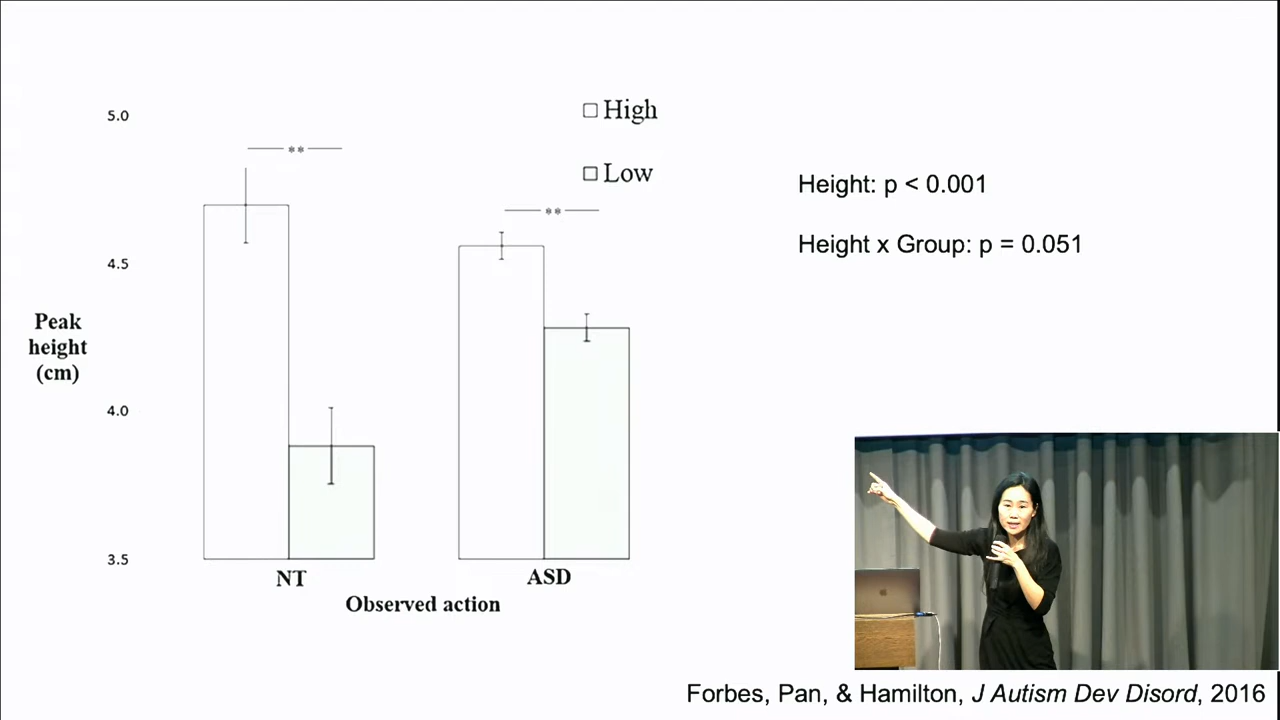 5.0
4.5
4.0
3.5
Peak
height
(cm)
**
**
High
Low
NT
ASD
Observed action
Height: p < 0.001
Height x Group: p = 0.051
Forbes, Pan, & Hamilton, J Autism Dev Disord, 2016